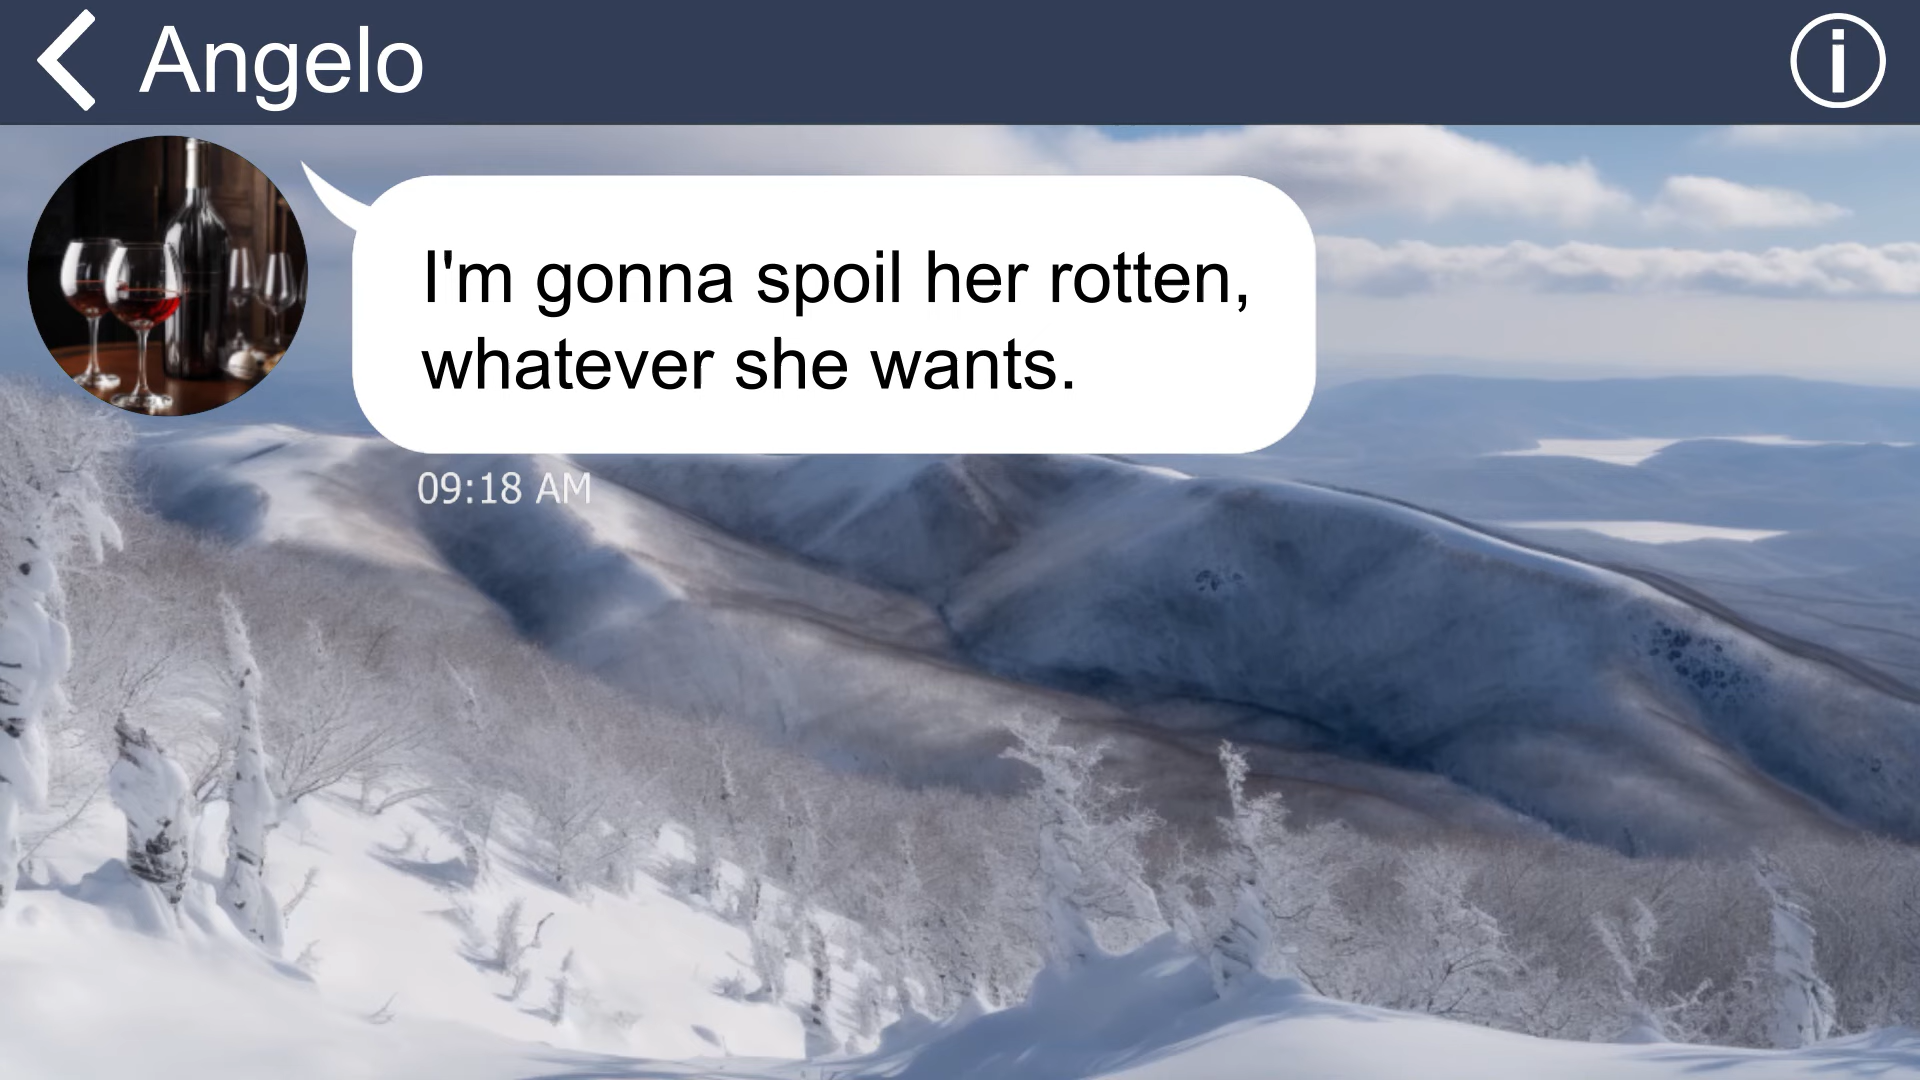 Angelo
I'm gonna spoil her rotten,
whatever she wants.
09:18 AM